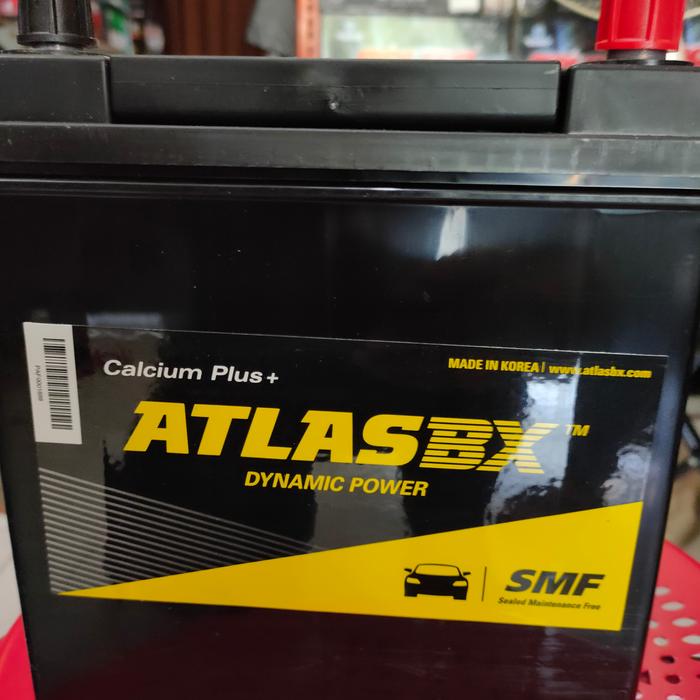 Calcium Plus+
MADE IN KOREA | www.atlasbx.com
ATLASBX™
DYNAMIC POWER
SMF
Sealed Maintenance Free